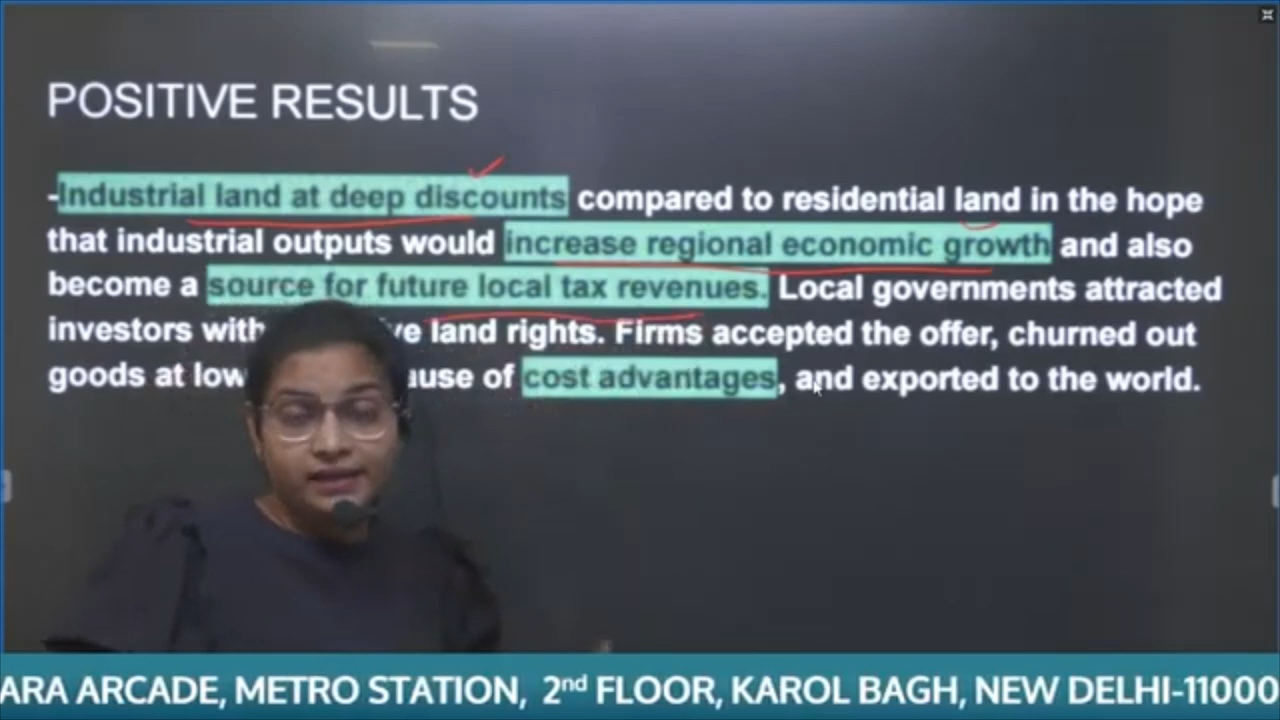 POSITIVE RESULTS
-Industrial land at deep discounts compared to residential land in the hope
that industrial outputs would increase regional economic growth and also
become a source for future local tax revenues. Local governments attracted
investors with land rights. Firms accepted the offer, churned out
goods at low of cost advantages, and exported to the world.
ARA ARCADE, METRO STATION, 2nd FLOOR, KAROL BAGH, NEW DELHI-11000